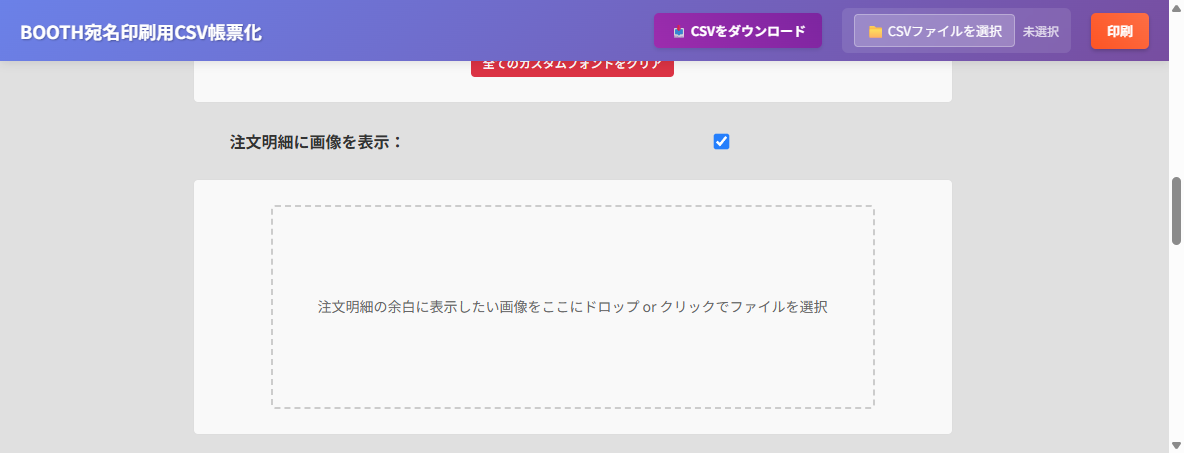 BOOTH宛名印刷用CSV帳票化
CSVをダウンロード
CSVファイルを選択
未選択
印刷
全てのカスタムフォントをクリア
注文明細に画像を表示：
注文明細の余白に表示したい画像をここにドロップ or クリックでファイルを選択